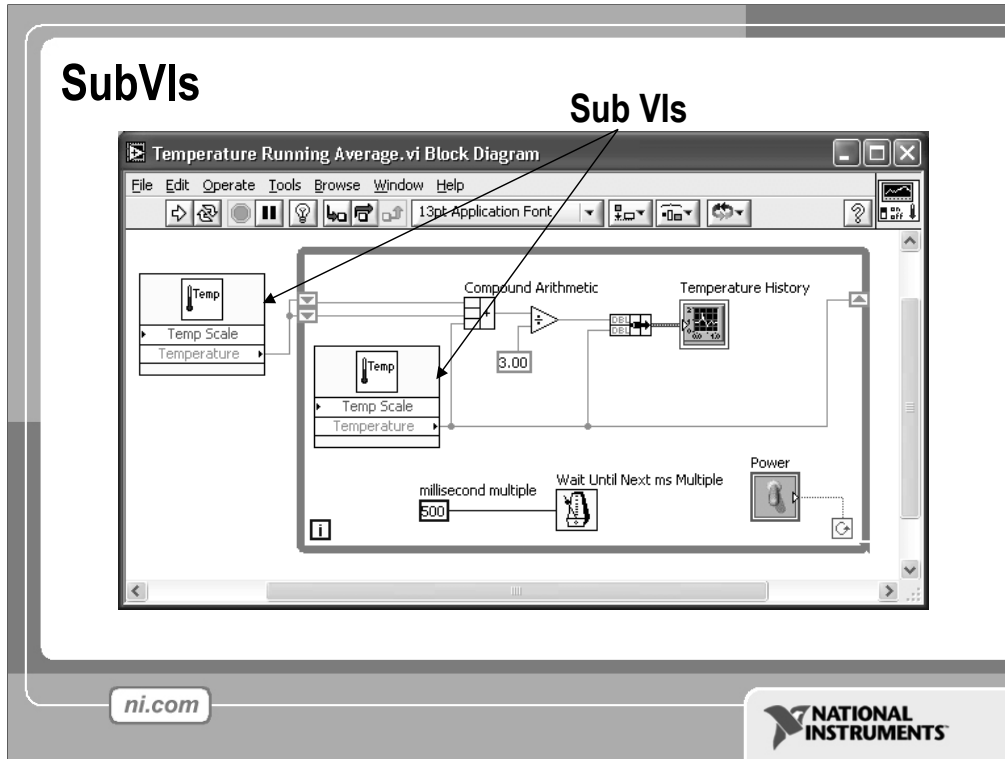 SubVIs
Sub VIs
Temperature Running Average.vi Block Diagram
File Edit Operate Tools Browse Window Help
13pt Application Font
Temp
Temp Scale
Temperature
Compound Arithmetic
Temperature History
+
÷
DBL
DBL
3.00
Temp
Temp Scale
Temperature
millisecond multiple
500
Wait Until Next ms Multiple
Power
i
ni.com
NATIONAL
INSTRUMENTS